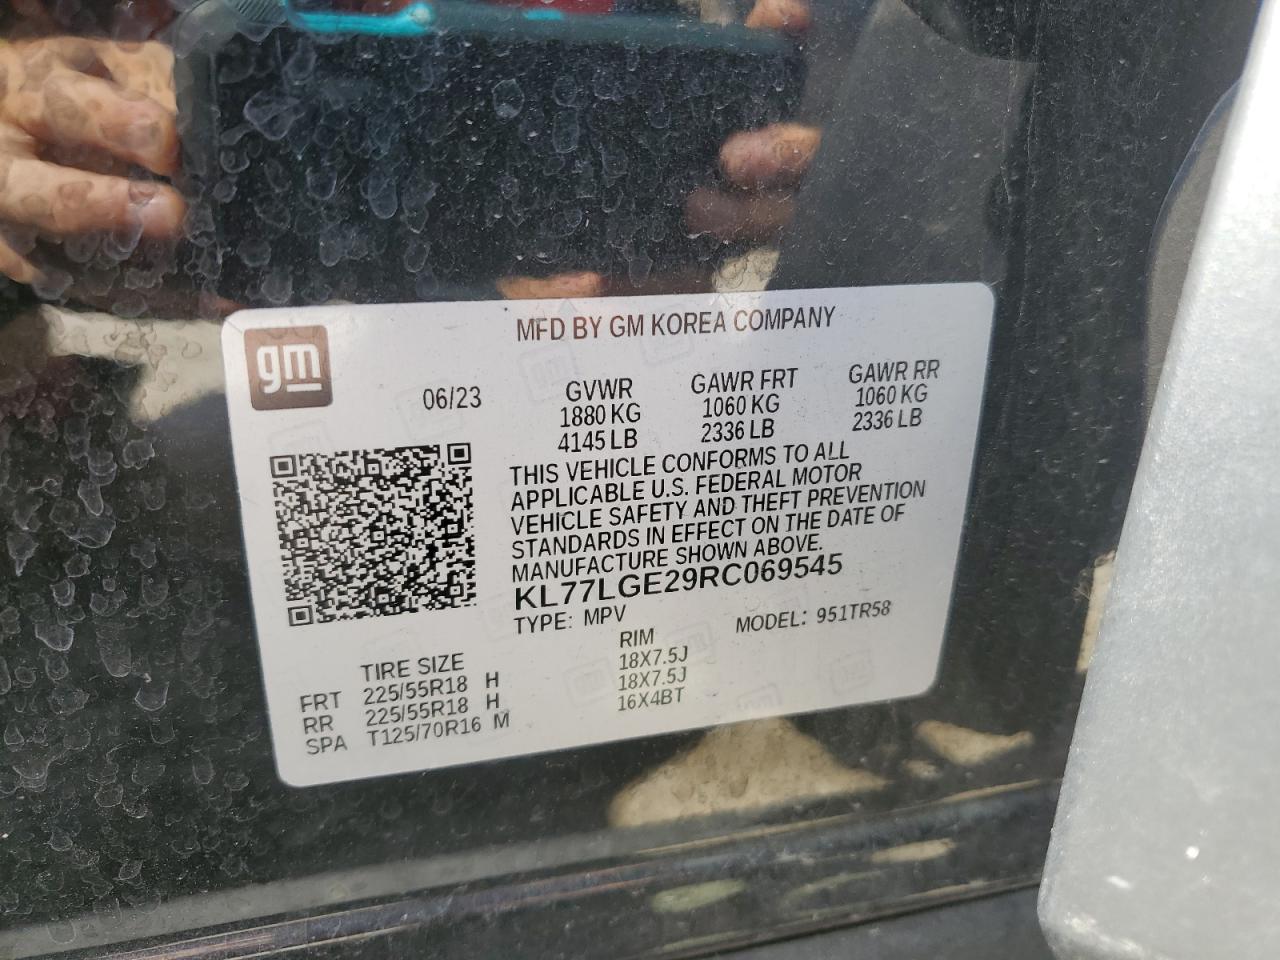 MFD BY GM KOREA COMPANY
gm
06/23
GVWR GAWR FRT GAWR RR
1880 KG 1060 KG 1060 KG
4145 LB 2336 LB 2336 LB
THIS VEHICLE CONFORMS TO ALL
APPLICABLE U.S. FEDERAL MOTOR
VEHICLE SAFETY AND THEFT PREVENTION
STANDARDS IN EFFECT ON THE DATE OF
MANUFACTURE SHOWN ABOVE.
KL77LGE29RC069545
TYPE: MPV MODEL: 951TR58
TIRE SIZE RIM
FRT 225/55R18 H 18X7.5J
RR 225/55R18 H 18X7.5J
SPA T125/70R16 M 16X4BT